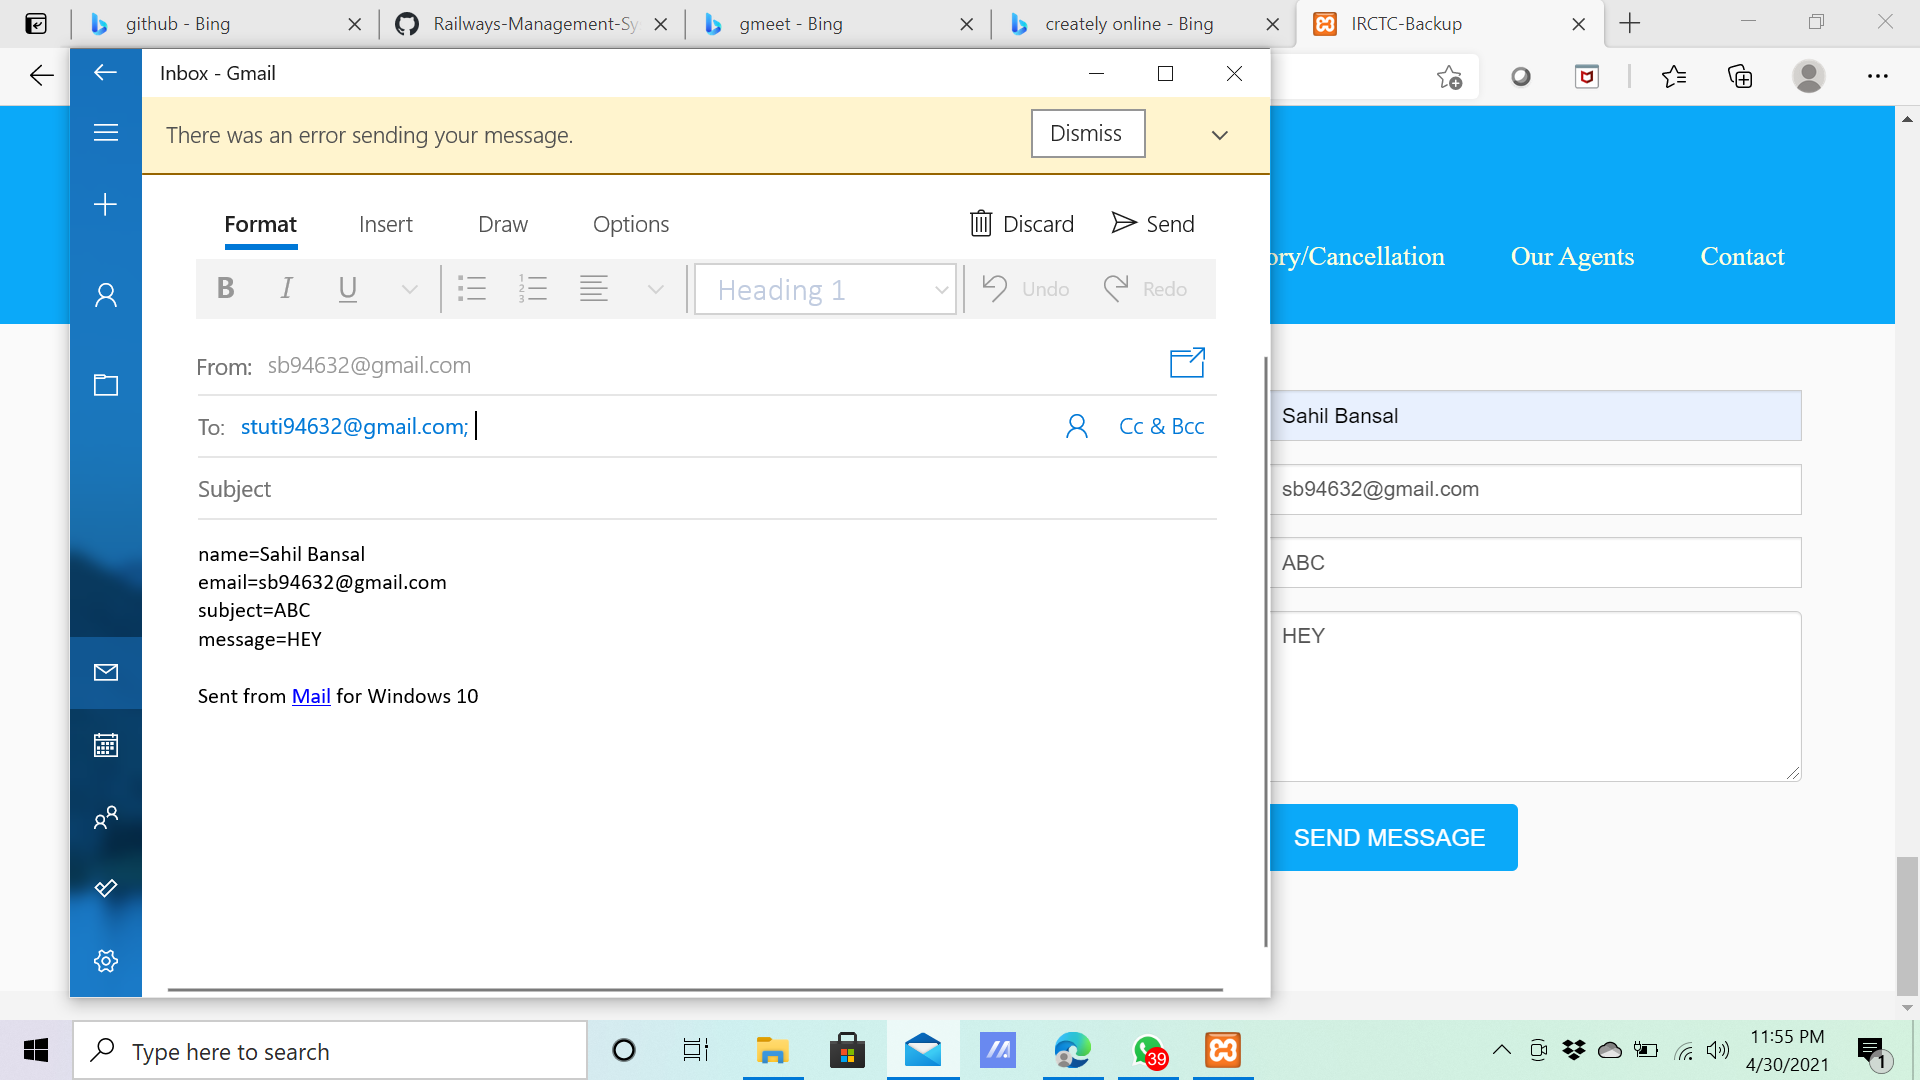 github - Bing
Railways-Management-Sy
gmeet - Bing
creately online - Bing
IRCTC-Backup
Inbox - Gmail
There was an error sending your message.
Dismiss
Format Insert Draw Options
Discard Send
B I U
Heading 1
Undo Redo
From: sb94632@gmail.com
To: stuti94632@gmail.com;
Cc & Bcc
Subject
name=Sahil Bansal
email=sb94632@gmail.com
subject=ABC
message=HEY
Sent from Mail for Windows 10
ory/Cancellation Our Agents Contact
Sahil Bansal
sb94632@gmail.com
ABC
HEY
SEND MESSAGE
Type here to search
39
11:55 PM
4/30/2021
1